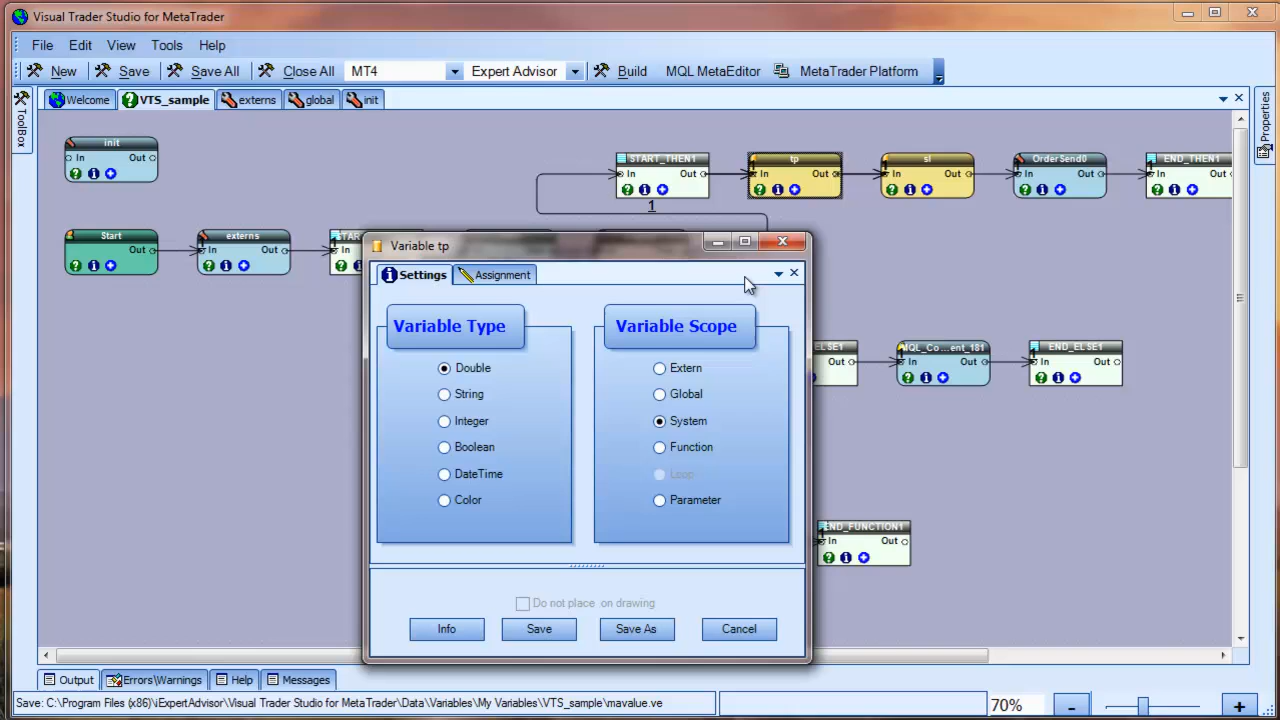 Visual Trader Studio for MetaTrader
File Edit View Tools Help
New Save Save All Close All MT4 Expert Advisor Build MQL MetaEditor MetaTrader Platform
ToolBox
Welcome VTS_sample externs global init
Properties
init
In Out
START_THEN1
In Out
tp
In Out
sl
In Out
OrderSend0
In Out
END_THEN1
In Out
1
Start
Out
externs
In Out
In
Variable tp
Settings Assignment
Variable Type
Double
String
Integer
Boolean
DateTime
Color
Variable Scope
Extern
Global
System
Function
Loop
Parameter
Do not place on drawing
Info Save Save As Cancel
ELSE1
Out
In Out
END_ELSE1
In Out
END_FUNCTION1
In Out
Output Errors\Warnings Help Messages
Save: C:\Program Files (x86)\iExpertAdvisor\Visual Trader Studio for MetaTrader\Data\Variables\My Variables\VTS_sample\mavalue.ve
70% - +